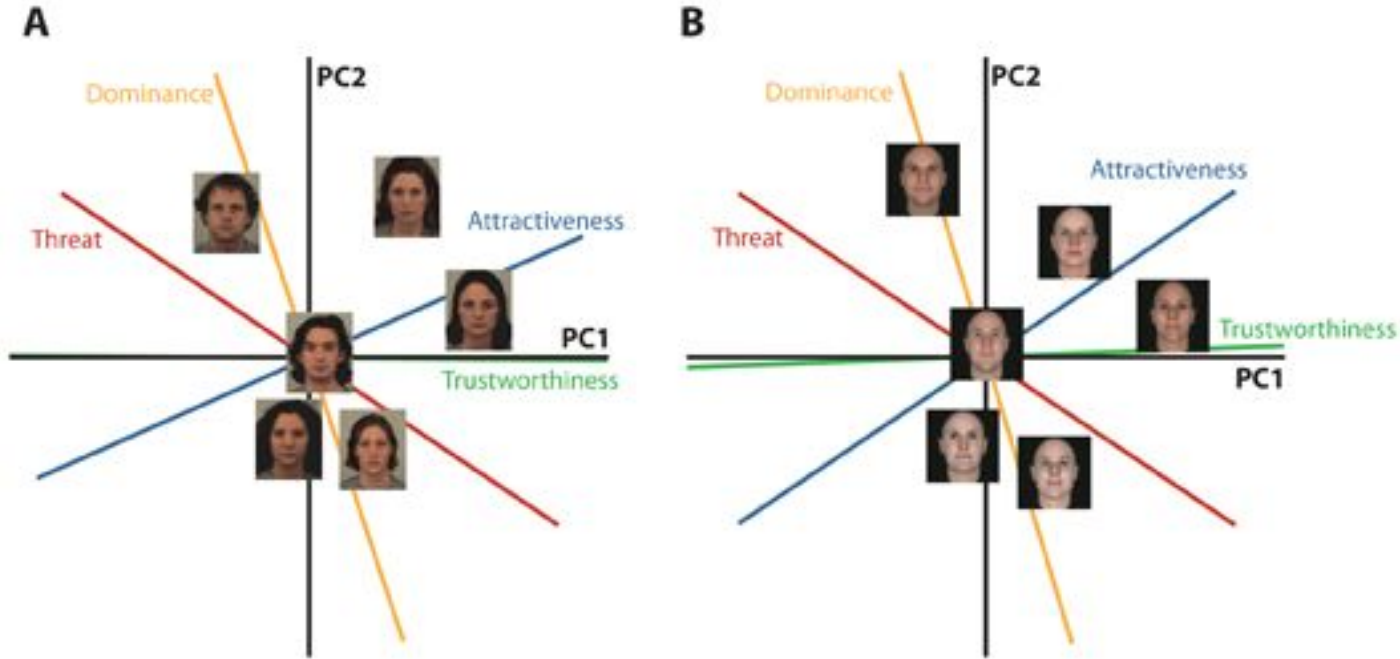 A
Dominance
PC2
Attractiveness
Threat
PC1
Trustworthiness
B
Dominance
PC2
Attractiveness
Threat
Trustworthiness
PC1